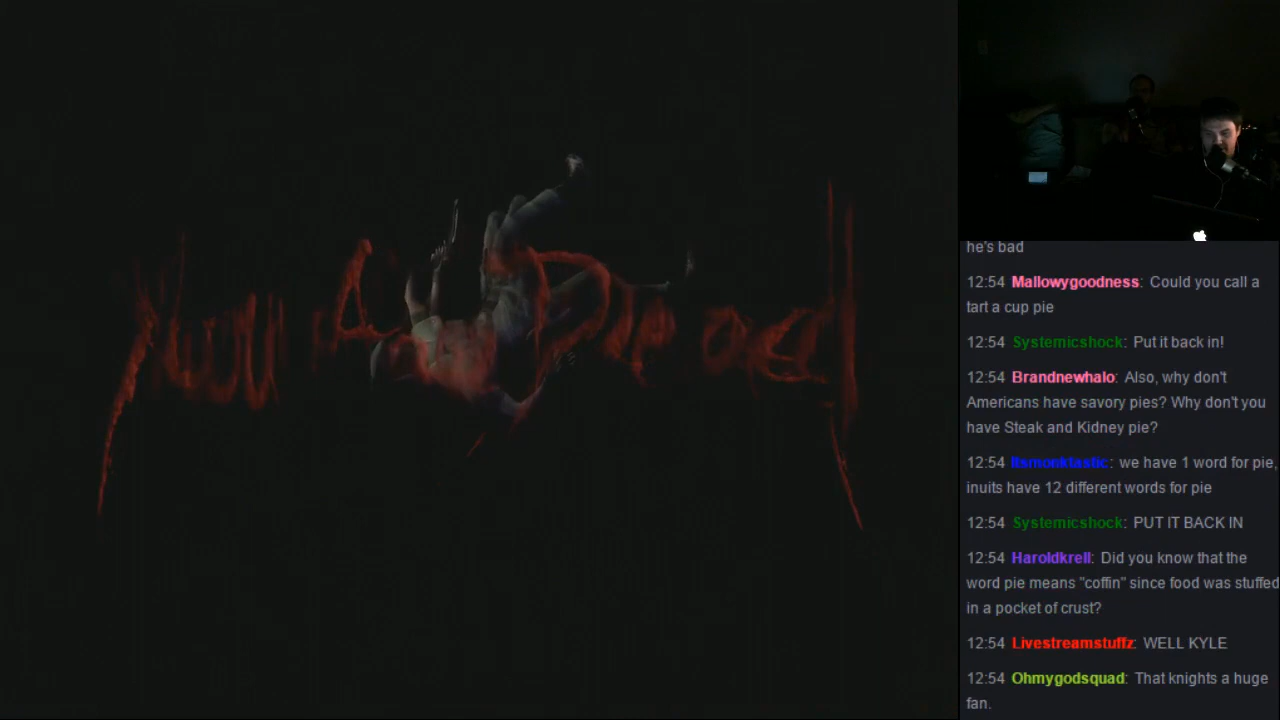 You Are Dead
he's bad
12:54 Mallowygoodness: Could you call a
tart a cup pie
12:54 Systemicshock: Put it back in!
12:54 Brandnewhalo: Also, why don't
Americans have savory pies? Why don't you
have Steak and Kidney pie?
12:54 Itsmonktastic: we have 1 word for pie,
inuits have 12 different words for pie
12:54 Systemicshock: PUT IT BACK IN
12:54 Haroldkrell: Did you know that the
word pie means "coffin" since food was stuffed
in a pocket of crust?
12:54 Livestreamstuffz: WELL KYLE
12:54 Ohmygodsquad: That knights a huge
fan.